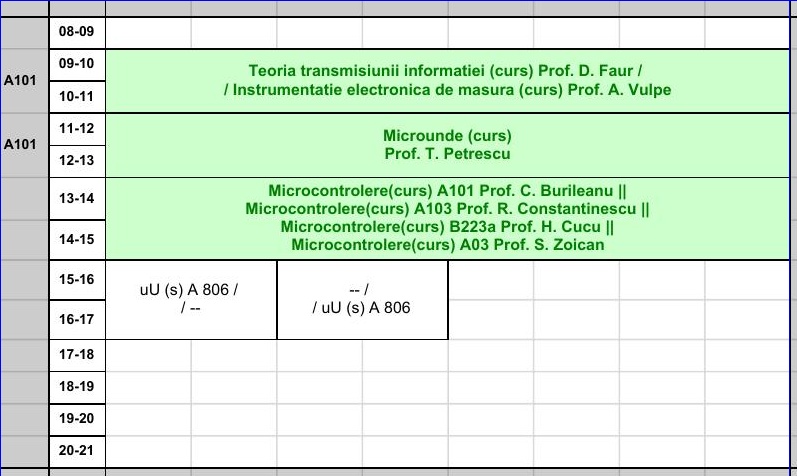 08-09
A101
09-10
10-11
Teoria transmisiunii informatiei (curs) Prof. D. Faur /
/ Instrumentatie electronica de masura (curs) Prof. A. Vulpe
A101
11-12
12-13
Microunde (curs)
Prof. T. Petrescu
13-14
14-15
Microcontrolere(curs) A101 Prof. C. Burileanu ||
Microcontrolere(curs) A103 Prof. R. Constantinescu ||
Microcontrolere(curs) B223a Prof. H. Cucu ||
Microcontrolere(curs) A03 Prof. S. Zoican
15-16
16-17
uU (s) A 806 /
/ --
-- /
/ uU (s) A 806
17-18
18-19
19-20
20-21